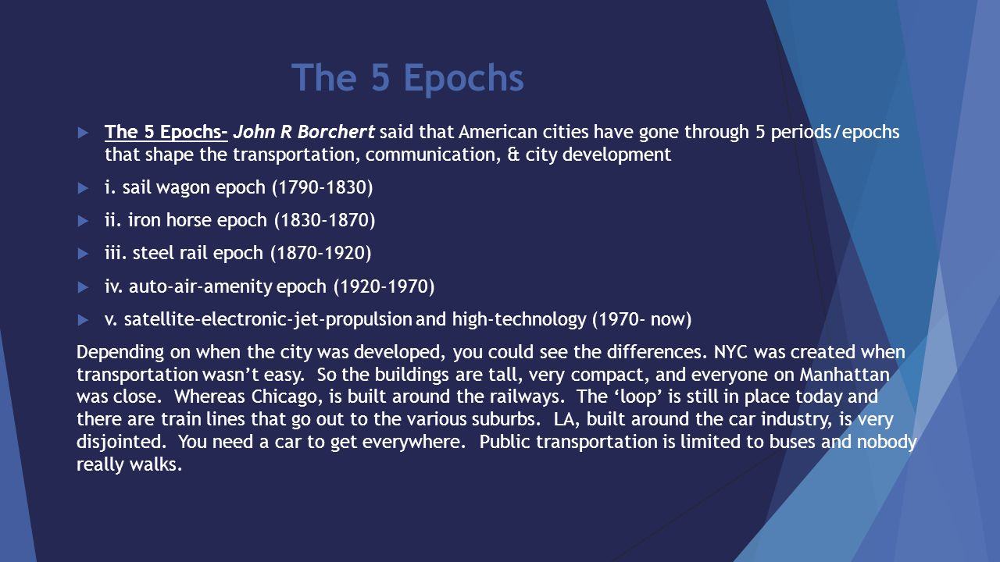 The 5 Epochs
The 5 Epochs- John R Borchert said that American cities have gone through 5 periods/epochs
that shape the transportation, communication, & city development
i. sail wagon epoch (1790-1830)
ii. iron horse epoch (1830-1870)
iii. steel rail epoch (1870-1920)
iv. auto-air-amenity epoch (1920-1970)
v. satellite-electronic-jet-propulsion and high-technology (1970- now)
Depending on when the city was developed, you could see the differences. NYC was created when
transportation wasn’t easy.  So the buildings are tall, very compact, and everyone on Manhattan
was close.  Whereas Chicago, is built around the railways.  The ‘loop’ is still in place today and
there are train lines that go out to the various suburbs.  LA, built around the car industry, is very
disjointed.  You need a car to get everywhere.  Public transportation is limited to buses and nobody
really walks.